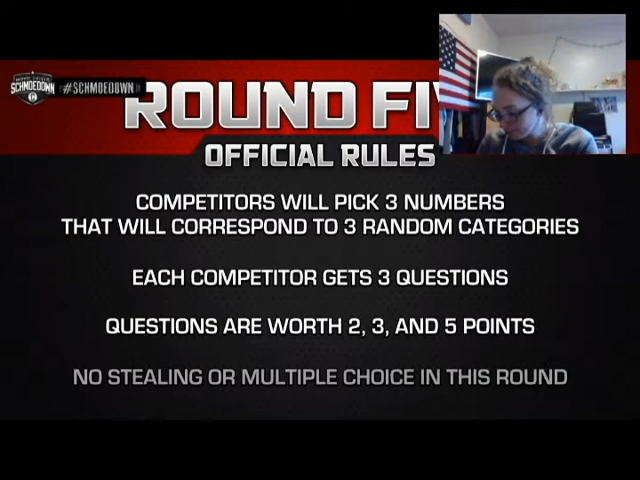 SCHMOEDOWN
#SCHMOEDOWN
ROUND FI
OFFICIAL RULES
COMPETITORS WILL PICK 3 NUMBERS
THAT WILL CORRESPOND TO 3 RANDOM CATEGORIES
EACH COMPETITOR GETS 3 QUESTIONS
QUESTIONS ARE WORTH 2, 3, AND 5 POINTS
NO STEALING OR MULTIPLE CHOICE IN THIS ROUND